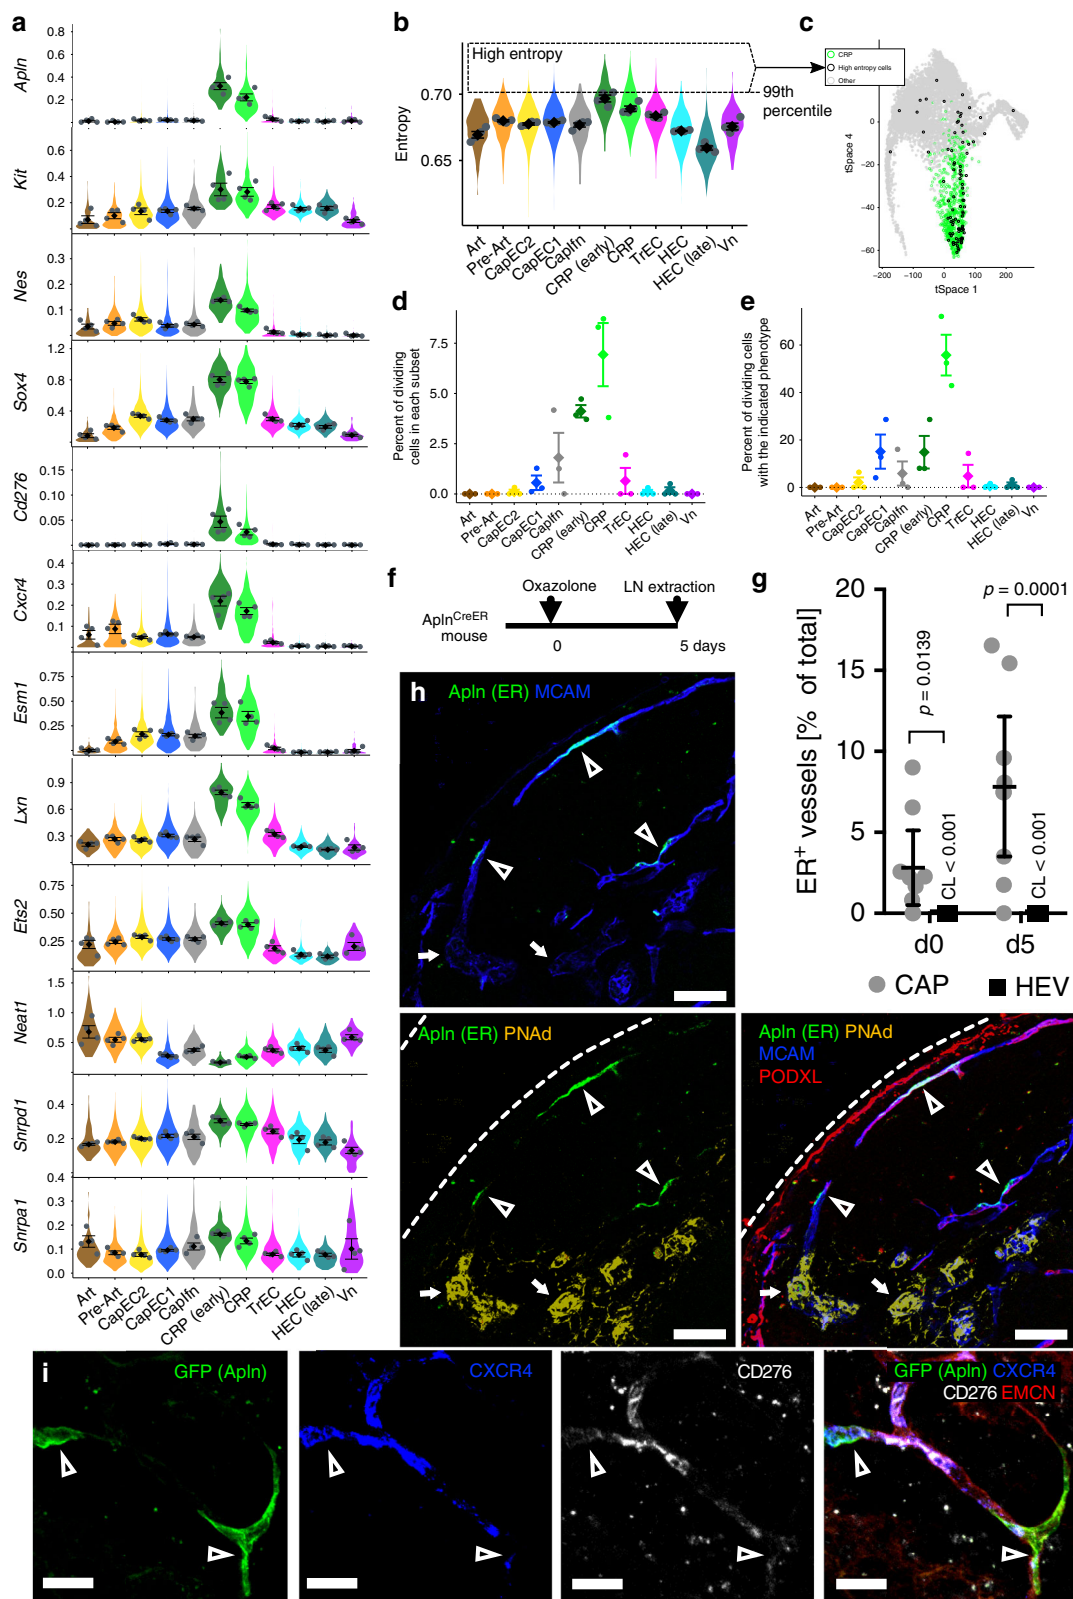 a
Apln
0.8
0.6
0.4
0.2
Kit
0.6
0.4
0.2
Nes
0.3
0.2
0.1
Sox4
1.2
0.8
0.4
Cd276
0.15
0.10
0.05
Cxcr4
0.4
0.3
0.2
0.1
Esm1
0.75
0.50
0.25
Lxn
0.9
0.6
0.3
Ets2
0.75
0.50
0.25
Neat1
1.5
1.0
0.5
Snrpd1
0.4
0.2
Snrpa1
0.4
0.3
0.2
0.1
0.0
Art
Pre-Art
CapEC2
CapEC1
CapIfn
CRP (early)
CRP
TrEC
HEC
HEC (late)
Vn
b
High entropy
99th
percentile
Entropy
0.70
0.65
Art
Pre-Art
CapEC2
CapEC1
CapIfn
CRP (early)
CRP
TrEC
HEC
HEC (late)
Vn
c
CRP
High entropy cells
Other
tSpace 4
0
−20
−40
−60
−200
−100
0
100
200
tSpace 1
d
Percent of dividing
cells in each subset
7.5
5.0
2.5
0.0
Art
Pre-Art
CapEC2
CapEC1
CapIfn
CRP (early)
CRP
TrEC
HEC
HEC (late)
Vn
e
Percent of dividing cells
with the indicated phenotype
60
40
20
0
Art
Pre-Art
CapEC2
CapEC1
CapIfn
CRP (early)
CRP
TrEC
HEC
HEC (late)
Vn
f
Oxazolone
LN extraction
ApInCreER
mouse
0
5 days
g
ER+ vessels [% of total]
20
15
10
5
0
p = 0.0139
p = 0.0001
CL < 0.001
CL < 0.001
d0
d5
CAP
HEV
h
Apln (ER) MCAM
Apln (ER) PNAd
Apln (ER) PNAd
MCAM
PODXL
i
GFP (Apln)
CXCR4
CD276
GFP (Apln) CXCR4
CD276 EMCN